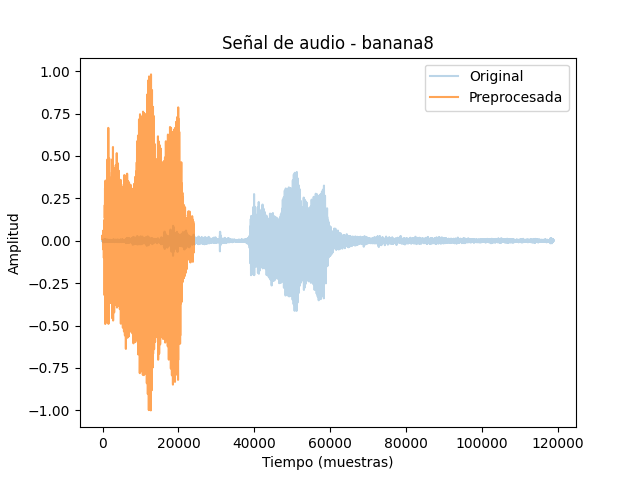 Señal de audio - banana8
Original
Preprocesada
1.00
0.75
0.50
0.25
0.00
−0.25
−0.50
−0.75
−1.00
Amplitud
0 20000 40000 60000 80000 100000 120000
Tiempo (muestras)